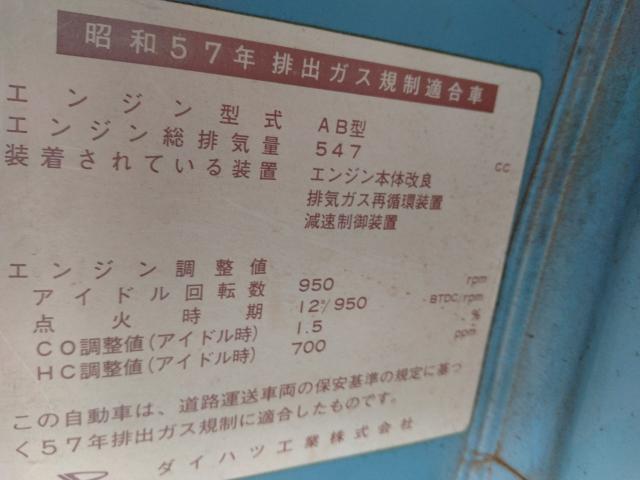 昭和57年排出ガス規制適合車
エンジン型式 AB型
エンジン総排気量 547 cc
装着されている装置 エンジン本体改良
排気ガス再循環装置
減速制御装置
エンジン調整値
アイドル回転数 950 rpm
点火時期 12°/950 BTDC/rpm
CO調整値(アイドル時) 1.5 %
HC調整値(アイドル時) 700 ppm
この自動車は、道路運送車両の保安基準の規定に基づ
く57年排出ガス規制に適合したものです。
ダイハツ工業株式会社